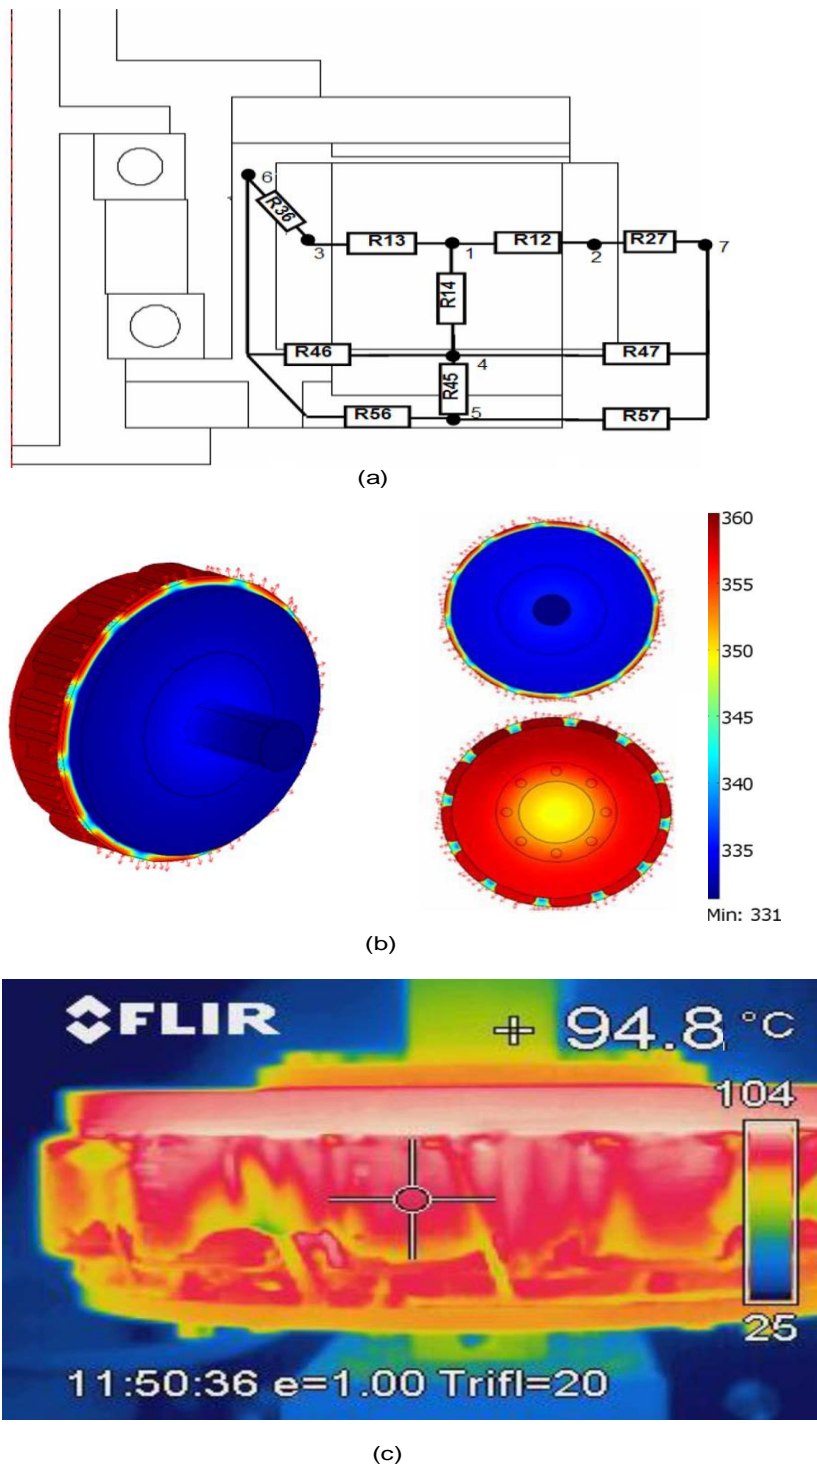 6
R36
R13
R12
R27
3
1
2
7
R14
R46
R47
4
R45
R56
5
R57
(a)
360
355
350
345
340
335
Min: 331
(b)
FLIR
94.8 °C
104
25
11:50:36 e=1.00 Trifl=20
(c)